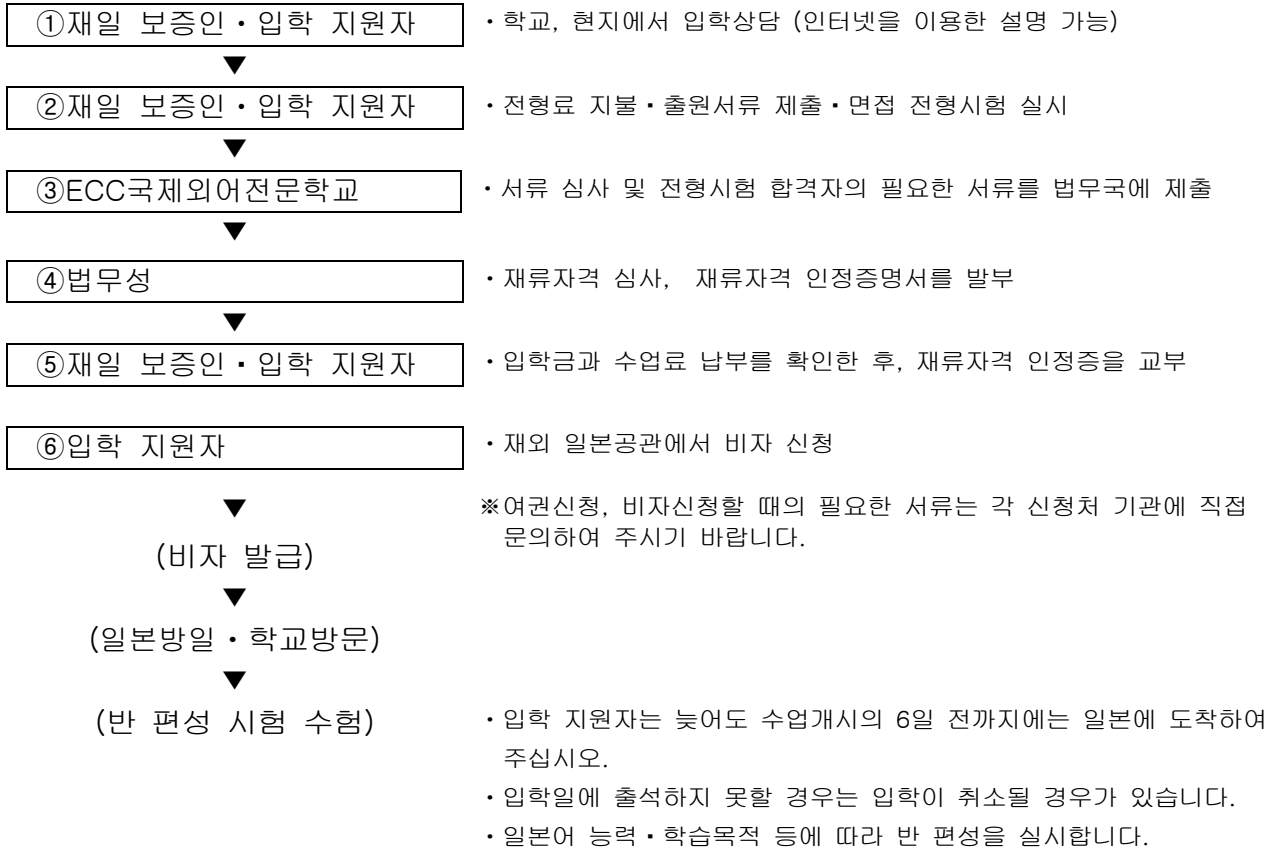 ①재일 보증인・입학 지원자
・학교, 현지에서 입학상담 (인터넷을 이용한 설명 가능)
▼
②재일 보증인・입학 지원자
・전형료 지불・출원서류 제출・면접 전형시험 실시
▼
③ECC국제외어전문학교
・서류 심사 및 전형시험 합격자의 필요한 서류를 법무국에 제출
▼
④법무성
・재류자격 심사, 재류자격 인정증명서를 발부
▼
⑤재일 보증인・입학 지원자
・입학금과 수업료 납부를 확인한 후, 재류자격 인정증을 교부
⑥입학 지원자
・재외 일본공관에서 비자 신청
▼
※여권신청, 비자신청할 때의 필요한 서류는 각 신청처 기관에 직접
문의하여 주시기 바랍니다.
(비자 발급)
▼
(일본방일・학교방문)
▼
(반 편성 시험 수험)
・입학 지원자는 늦어도 수업개시의 6일 전까지에는 일본에 도착하여
주십시오.
・입학일에 출석하지 못할 경우는 입학이 취소될 경우가 있습니다.
・일본어 능력・학습목적 등에 따라 반 편성을 실시합니다.